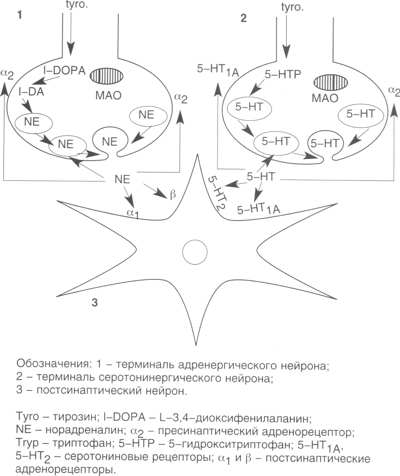 1
tyro.
2
tyro.
α2
l–DOPA
l–DA
MAO
α2
NE
NE
NE
NE
NE
α1
β
5–HT1A
5–HTP
MAO
α2
5–HT
5–HT
5–HT
5–HT
5–HT
5–HT2
5–HT1A
3
Обозначения: 1 – терминаль адренергического нейрона;
2 – терминаль серотонинергического нейрона;
3 – постсинаптический нейрон.
Tyro – тирозин; l–DOPA – L–3,4–диоксифенилаланин;
NE – норадреналин; α2 – пресинаптический адренорецептор;
Tryp – триптофан; 5–HTP – 5–гидрокситриптофан; 5–HT1A,
5–HT2 – серотониновые рецепторы; α1 и β – постсинаптические
адренорецепторы.